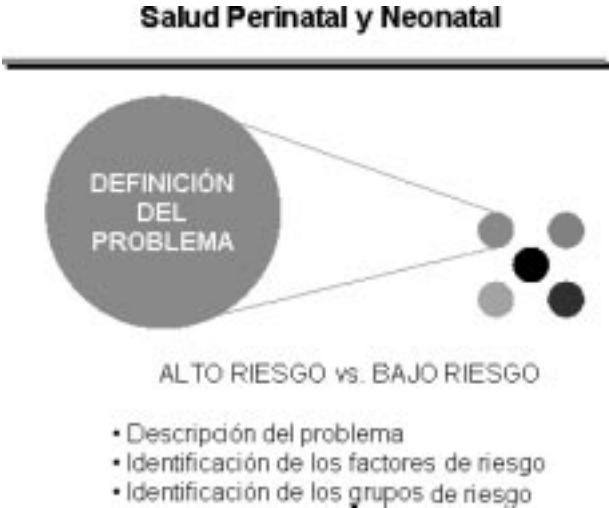 Salud Perinatal y Neonatal
DEFINICIÓN
DEL
PROBLEMA
ALTO RIESGO vs. BAJO RIESGO
• Descripción del problema
• Identificación de los factores de riesgo
• Identificación de los grupos de riesgo